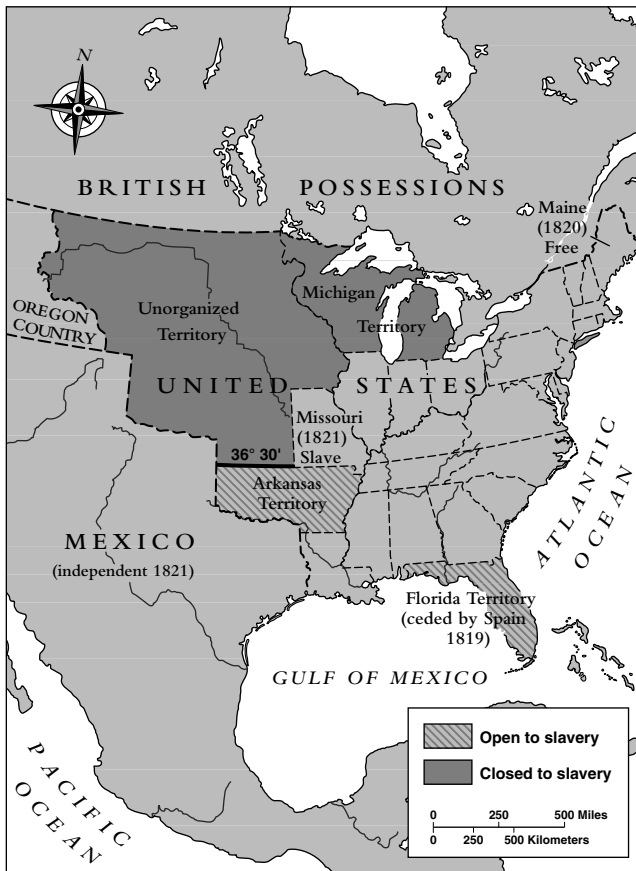 N
BRITISH POSSESSIONS
Maine
(1820)
Free
Michigan
Territory
OREGON
COUNTRY
Unorganized
Territory
UNITED STATES
Missouri
(1821)
Slave
36° 30'
Arkansas
Territory
ATLANTIC
OCEAN
MEXICO
(independent 1821)
Florida Territory
(ceded by Spain
1819)
GULF OF MEXICO
PACIFIC
OCEAN
Open to slavery
Closed to slavery
0 250 500 Miles
0 250 500 Kilometers